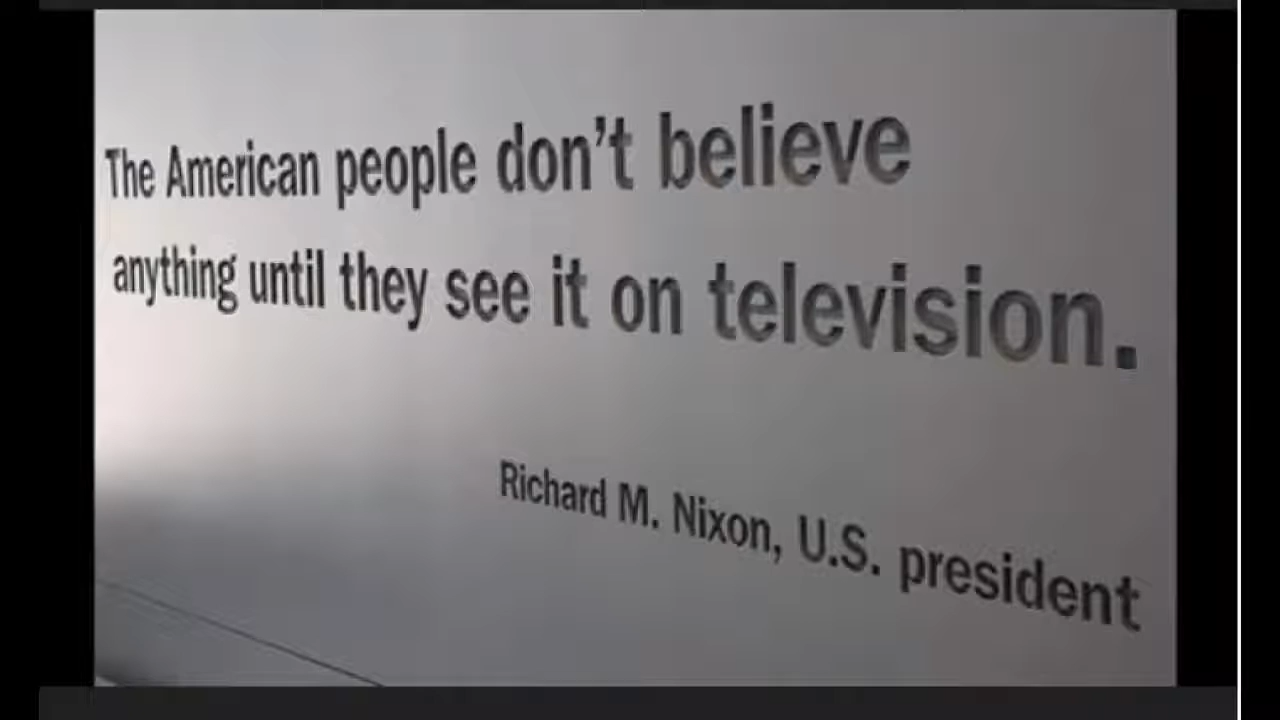 The American people don't believe
anything until they see it on television.
Richard M. Nixon, U.S. president